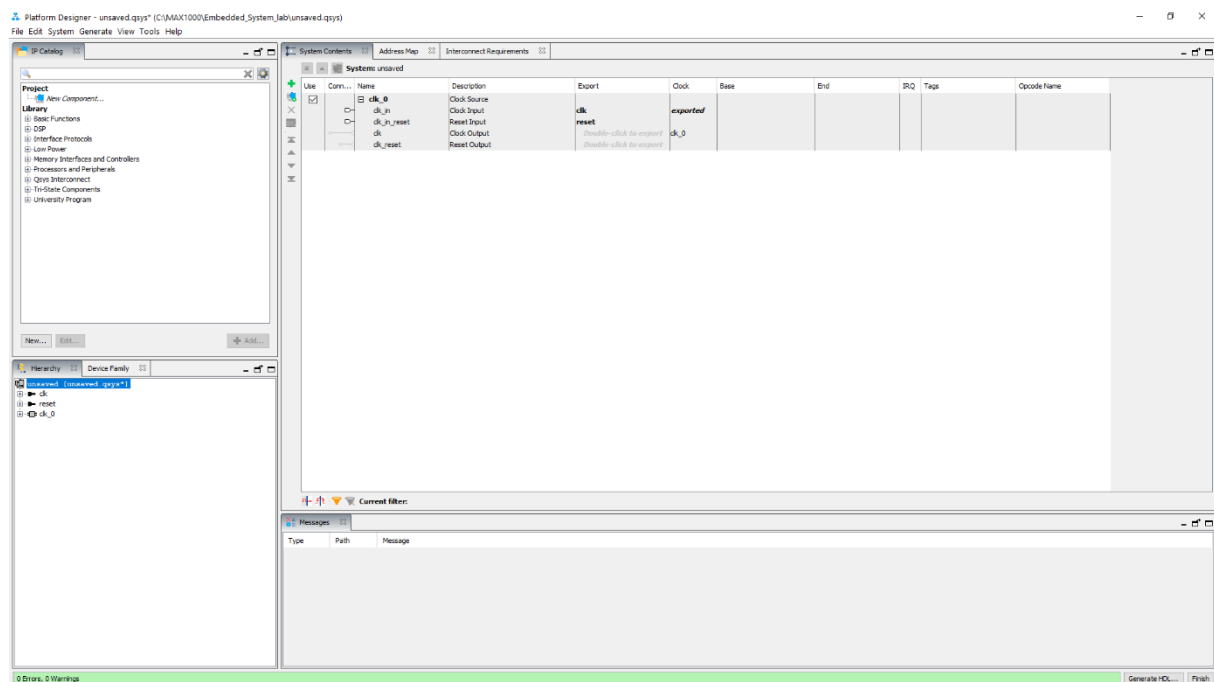 Platform Designer - unsaved.qsys* (C:\MAX1000\Embedded_System_lab\unsaved.qsys)
File Edit System Generate View Tools Help
IP Catalog
Project
New Component...
Library
Basic Functions
DSP
Interface Protocols
Low Power
Memory Interfaces and Controllers
Processors and Peripherals
Qsys Interconnect
Tri-State Components
University Program
New... Edit... Add...
Hierarchy Device Family
unsaved [unsaved.qsys*]
clk
reset
clk_0
System Contents Address Map Interconnect Requirements
System: unsaved
Use Conn... Name Description Export Clock Base End IRQ Tags Opcode Name
clk_0 Clock Source
clk_in Clock Input clk exported
clk_in_reset Reset Input reset
clk Clock Output Double-click to export clk_0
clk_reset Reset Output Double-click to export
Current filter:
Messages
Type Path Message
0 Errors, 0 Warnings Generate HDL... Finish